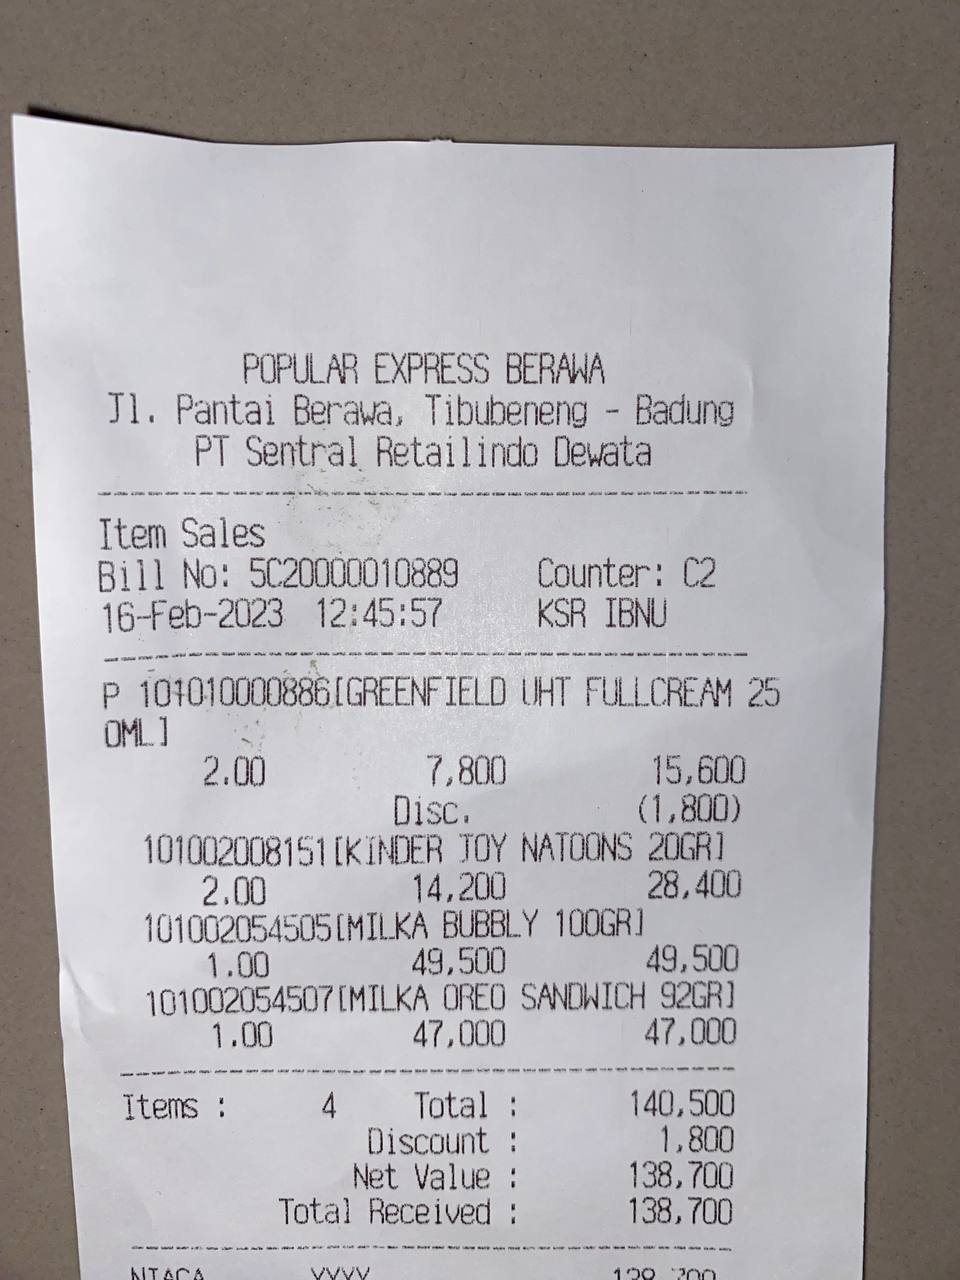 POPULAR EXPRESS BERAWA
Jl. Pantai Berawa, Tibubeneng - Badung
PT Sentral Retailindo Dewata
Item Sales
Bill No: 5C20000010889 Counter: C2
16-Feb-2023 12:45:57 KSR IBNU
P 101010000886[GREENFIELD UHT FULLCREAM 25
0ML]
2.00 7,800 15,600
Disc. (1,800)
101002008151[KINDER JOY NATOONS 20GR]
2.00 14,200 28,400
101002054505[MILKA BUBBLY 100GR]
1.00 49,500 49,500
101002054507[MILKA OREO SANDWICH 92GR]
1.00 47,000 47,000
Items : 4 Total : 140,500
Discount : 1,800
Net Value : 138,700
Total Received : 138,700